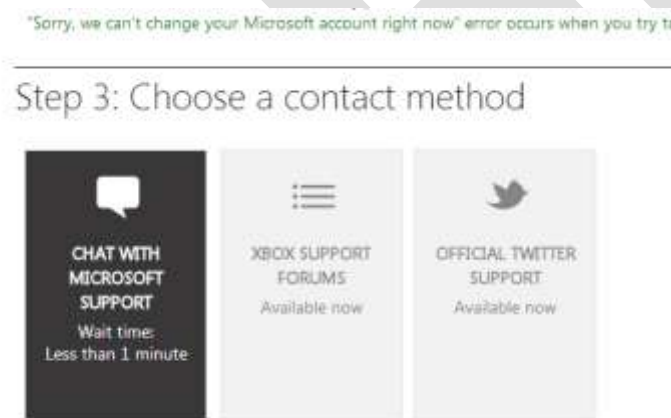 "Sorry, we can't change your Microsoft account right now" error occurs when you try t
Step 3: Choose a contact method
CHAT WITH
MICROSOFT
SUPPORT
Wait time:
Less than 1 minute
XBOX SUPPORT
FORUMS
Available now
OFFICIAL TWITTER
SUPPORT
Available now